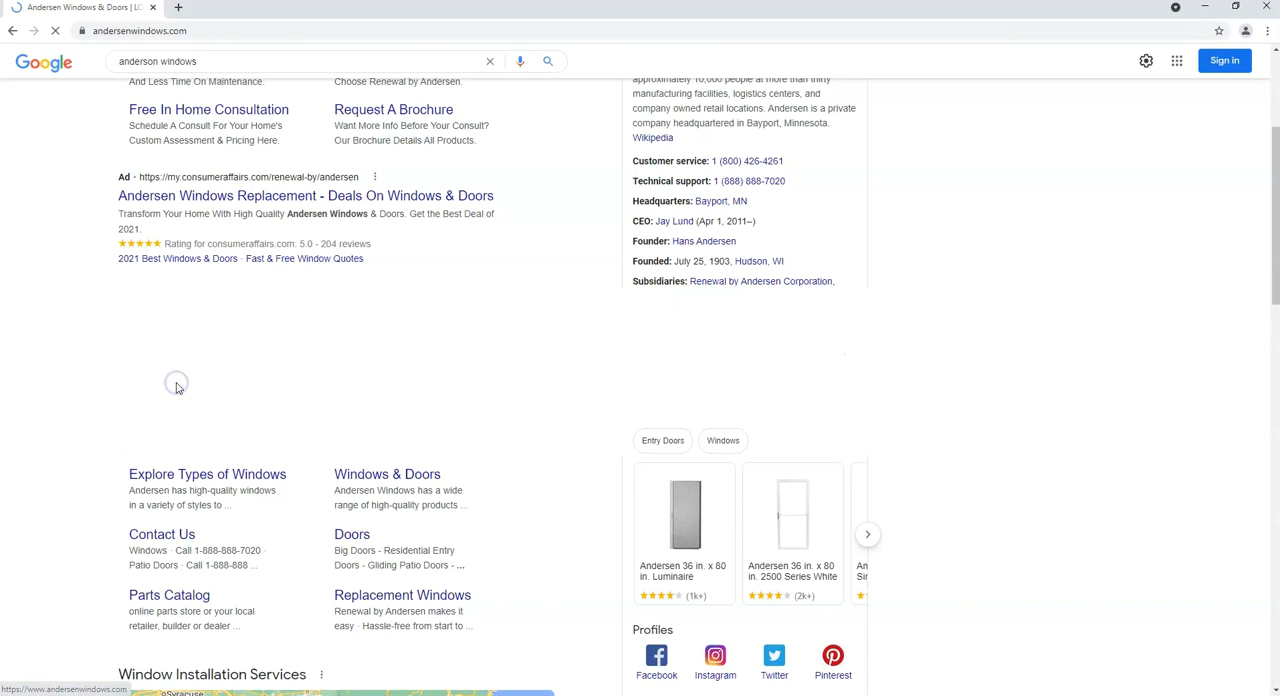 Andersen Windows & Doors | LO
andersenwindows.com
Google
anderson windows
Sign in
And Less Time On Maintenance.
Choose Renewal by Andersen.
Free In Home Consultation
Request A Brochure
Schedule A Consult For Your Home's
Want More Info Before Your Consult?
Custom Assessment & Pricing Here.
Our Brochure Details All Products.
Ad · https://my.consumeraffairs.com/renewal-by/andersen
Andersen Windows Replacement - Deals On Windows & Doors
Transform Your Home With High Quality Andersen Windows & Doors. Get the Best Deal of
2021.
Rating for consumeraffairs.com: 5.0 - 204 reviews
2021 Best Windows & Doors · Fast & Free Window Quotes
Explore Types of Windows
Windows & Doors
Andersen has high-quality windows
Andersen Windows has a wide
in a variety of styles to ...
range of high-quality products ...
Contact Us
Doors
Windows · Call 1-888-888-7020 ·
Big Doors - Residential Entry
Patio Doors · Call 1-888-888 ...
Doors - Gliding Patio Doors - ...
Parts Catalog
Replacement Windows
online parts store or your local
Renewal by Andersen makes it
retailer, builder or dealer ...
easy · Hassle-free from start to ...
Window Installation Services
Syracuse
approximately 10,000 people at more than thirty
manufacturing facilities, logistics centers, and
company owned retail locations. Andersen is a private
company headquartered in Bayport, Minnesota.
Wikipedia
Customer service: 1 (800) 426-4261
Technical support: 1 (888) 888-7020
Headquarters: Bayport, MN
CEO: Jay Lund (Apr 1, 2011–)
Founder: Hans Andersen
Founded: July 25, 1903, Hudson, WI
Subsidiaries: Renewal by Andersen Corporation,
Entry Doors
Windows
Andersen 36 in. x 80
in. Luminaire
(1k+)
Andersen 36 in. x 80
in. 2500 Series White
(2k+)
An
Sin
Profiles
Facebook
Instagram
Twitter
Pinterest
https://www.andersenwindows.com